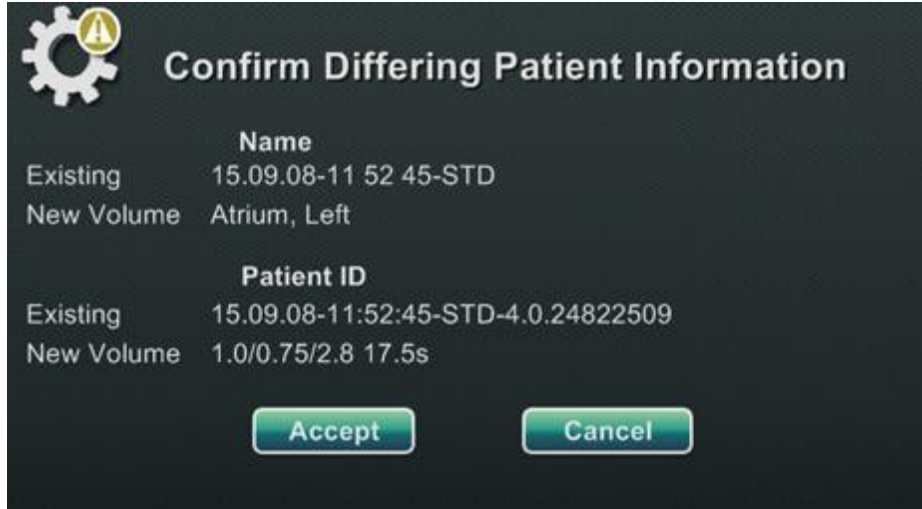 Confirm Differing Patient Information
Name
Existing 15.09.08-11 52 45-STD
New Volume Atrium, Left
Patient ID
Existing 15.09.08-11:52:45-STD-4.0.24822509
New Volume 1.0/0.75/2.8 17.5s
Accept Cancel